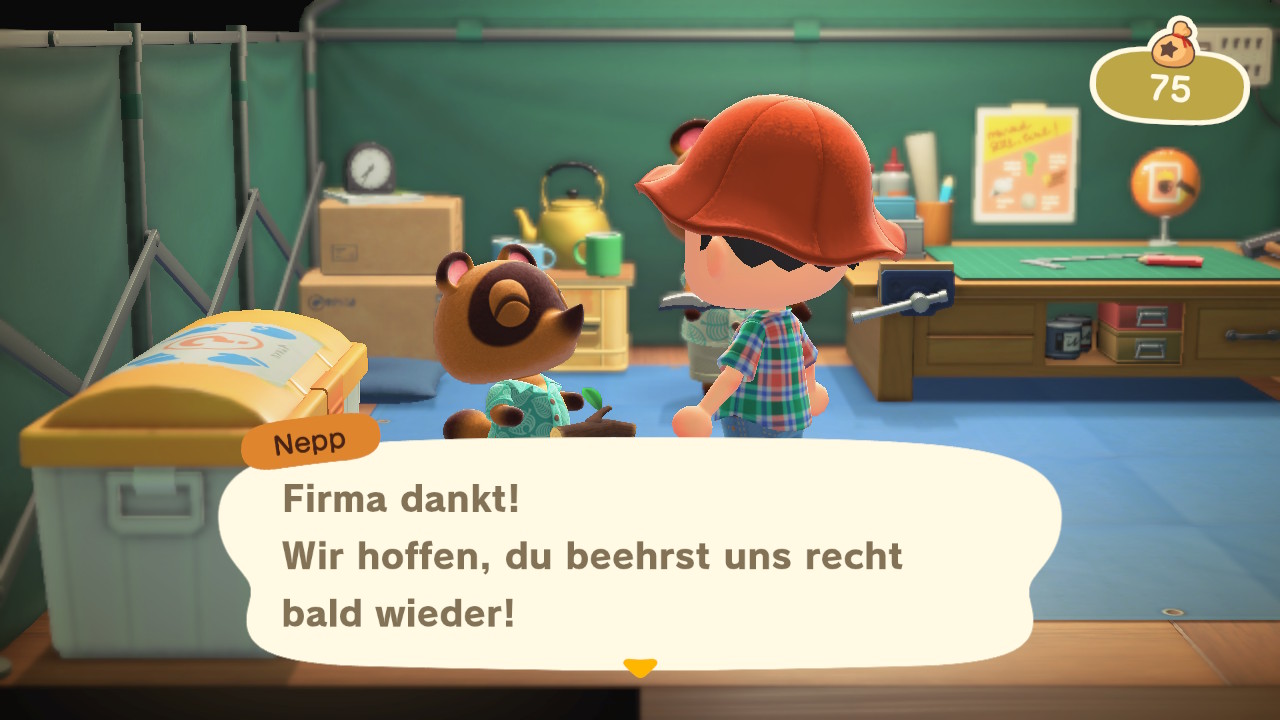 75
Nepp
Firma dankt!
Wir hoffen, du beehrst uns recht
bald wieder!